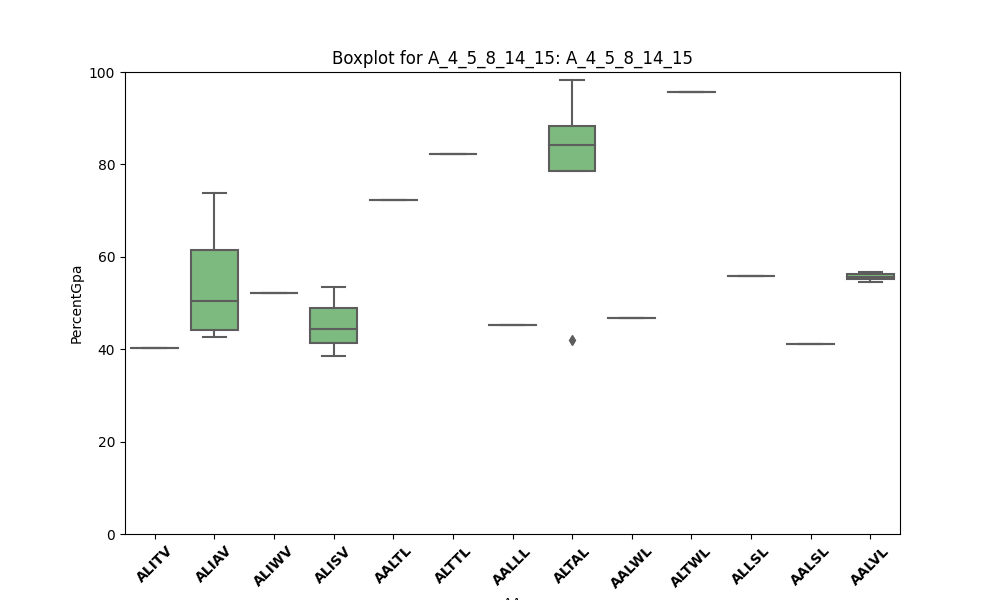 Boxplot for A_4_5_8_14_15: A_4_5_8_14_15
100
80
60
40
20
0
PercentGpa
ALITV ALIAV ALIWV ALISV AALTL ALTTL AALLL ALTAL AALWL ALTWL ALLSL AALSL AALVL